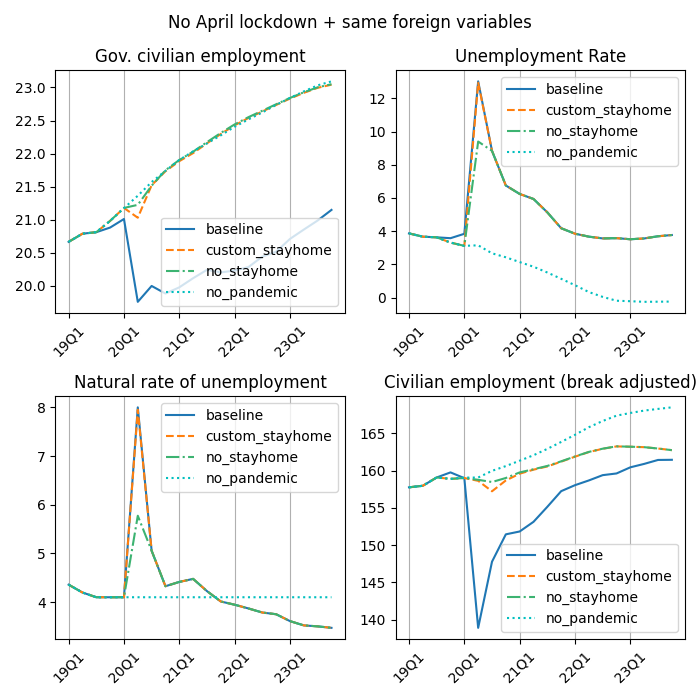 No April lockdown + same foreign variables
Gov. civilian employment
23.0
22.5
22.0
21.5
21.0
20.5
20.0
baseline
custom_stayhome
no_stayhome
no_pandemic
19Q1
20Q1
21Q1
22Q1
23Q1
Unemployment Rate
12
10
8
6
4
2
0
baseline
custom_stayhome
no_stayhome
no_pandemic
19Q1
20Q1
21Q1
22Q1
23Q1
Natural rate of unemployment
8
7
6
5
4
baseline
custom_stayhome
no_stayhome
no_pandemic
19Q1
20Q1
21Q1
22Q1
23Q1
Civilian employment (break adjusted)
165
160
155
150
145
140
baseline
custom_stayhome
no_stayhome
no_pandemic
19Q1
20Q1
21Q1
22Q1
23Q1